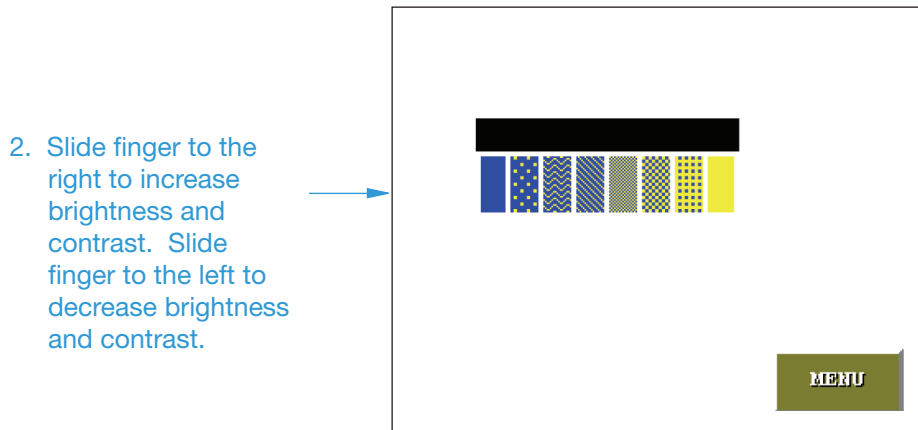 2. Slide finger to the
right to increase
brightness and
contrast. Slide
finger to the left to
decrease brightness
and contrast.
MENU